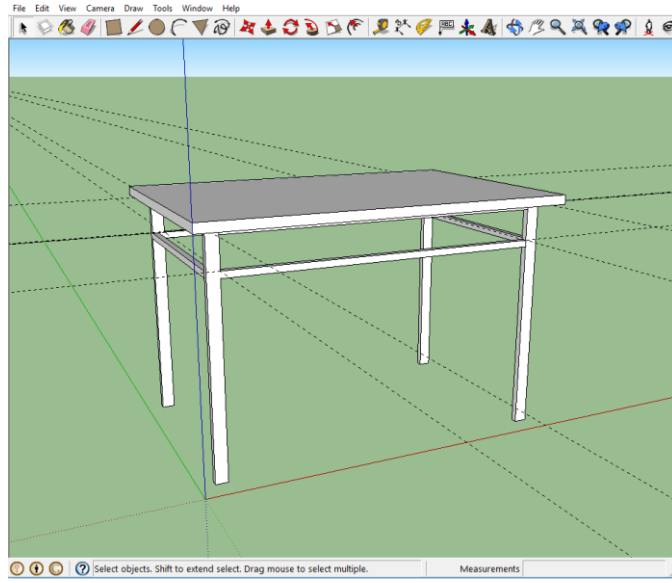 File Edit View Camera Draw Tools Window Help
ABC
Select objects. Shift to extend select. Drag mouse to select multiple.
Measurements